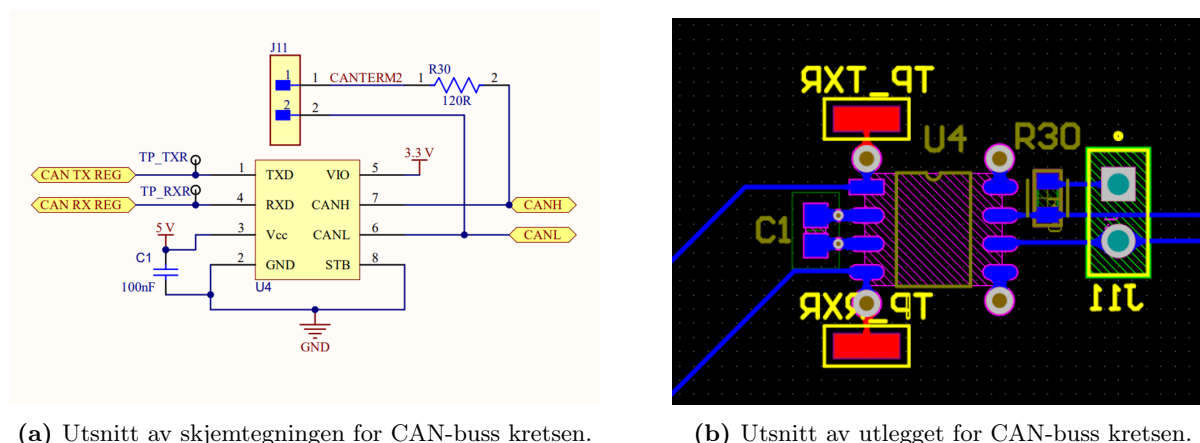 J11
1 1 CANTERM2 1 R30 2
120R
2 2
TP_TXR
3.3 V
CAN TX REG 1 TXD VIO 5
TP_RXR
CAN RX REG 4 RXD CANH 7 CANH
5 V 3 Vcc CANL 6 CANL
C1 2 GND STB 8
100nF U4
GND
TP_TXR
U4 R30
C1
TP_RXR J11
(a) Utsnitt av skjemtegningen for CAN-buss kretsen.
(b) Utsnitt av utlegget for CAN-buss kretsen.